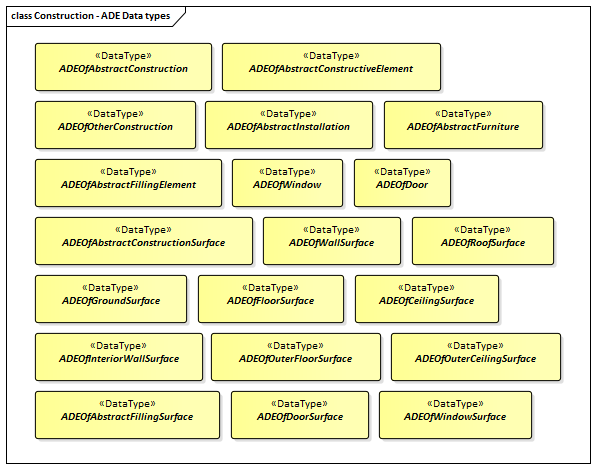 class Construction - ADE Data types
«DataType»
ADEOfAbstractConstruction
«DataType»
ADEOfAbstractConstructiveElement
«DataType»
ADEOfOtherConstruction
«DataType»
ADEOfAbstractInstallation
«DataType»
ADEOfAbstractFurniture
«DataType»
ADEOfAbstractFillingElement
«DataType»
ADEOfWindow
«DataType»
ADEOfDoor
«DataType»
ADEOfAbstractConstructionSurface
«DataType»
ADEOfWallSurface
«DataType»
ADEOfRoofSurface
«DataType»
ADEOfGroundSurface
«DataType»
ADEOfFloorSurface
«DataType»
ADEOfCeilingSurface
«DataType»
ADEOfInteriorWallSurface
«DataType»
ADEOfOuterFloorSurface
«DataType»
ADEOfOuterCeilingSurface
«DataType»
ADEOfAbstractFillingSurface
«DataType»
ADEOfDoorSurface
«DataType»
ADEOfWindowSurface